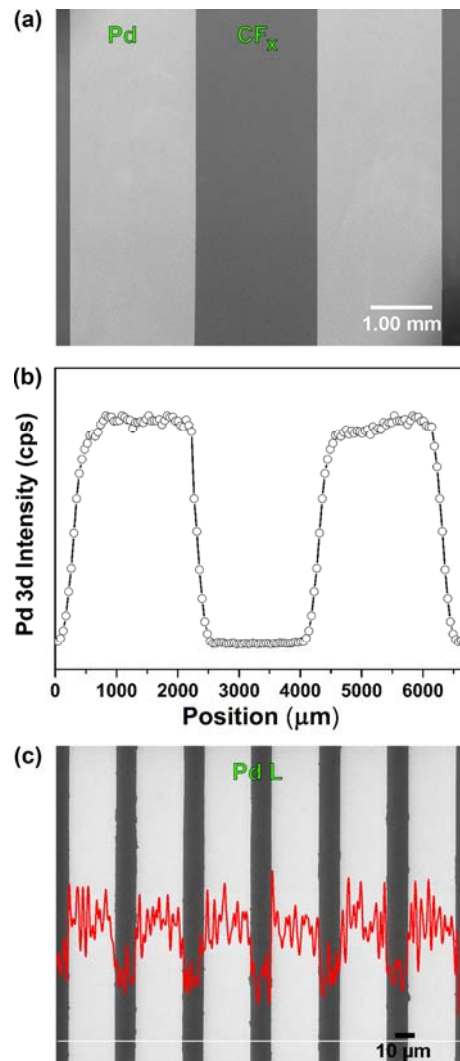 (a)
Pd CFₓ
1.00 mm
(b)
Pd 3d Intensity (cps)
0 1000 2000 3000 4000 5000 6000
Position (μm)
(c)
Pd L
10 μm